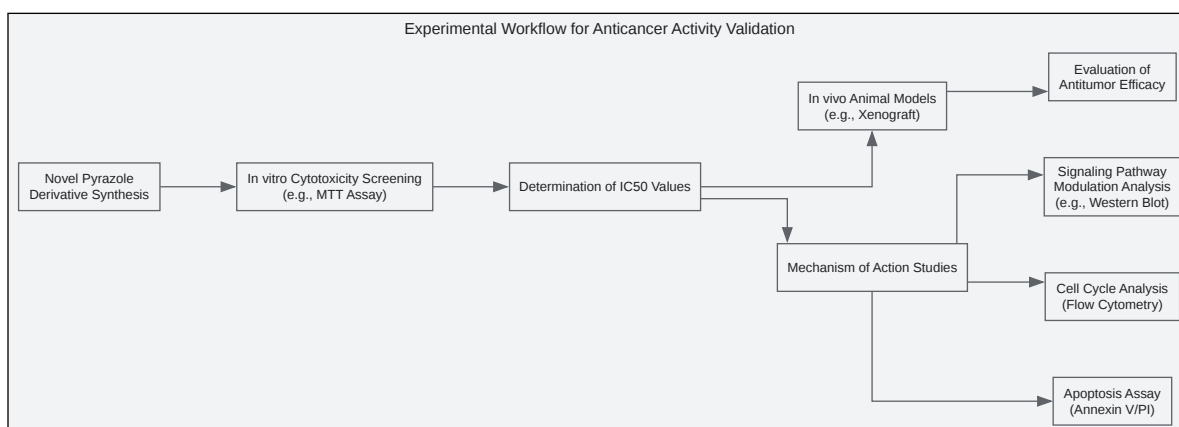 Experimental Workflow for Anticancer Activity Validation
Novel Pyrazole
Derivative Synthesis
In vitro Cytotoxicity Screening
(e.g., MTT Assay)
Determination of IC50 Values
In vivo Animal Models
(e.g., Xenograft)
Evaluation of
Antitumor Efficacy
Mechanism of Action Studies
Signaling Pathway
Modulation Analysis
(e.g., Western Blot)
Cell Cycle Analysis
(Flow Cytometry)
Apoptosis Assay
(Annexin V/PI)